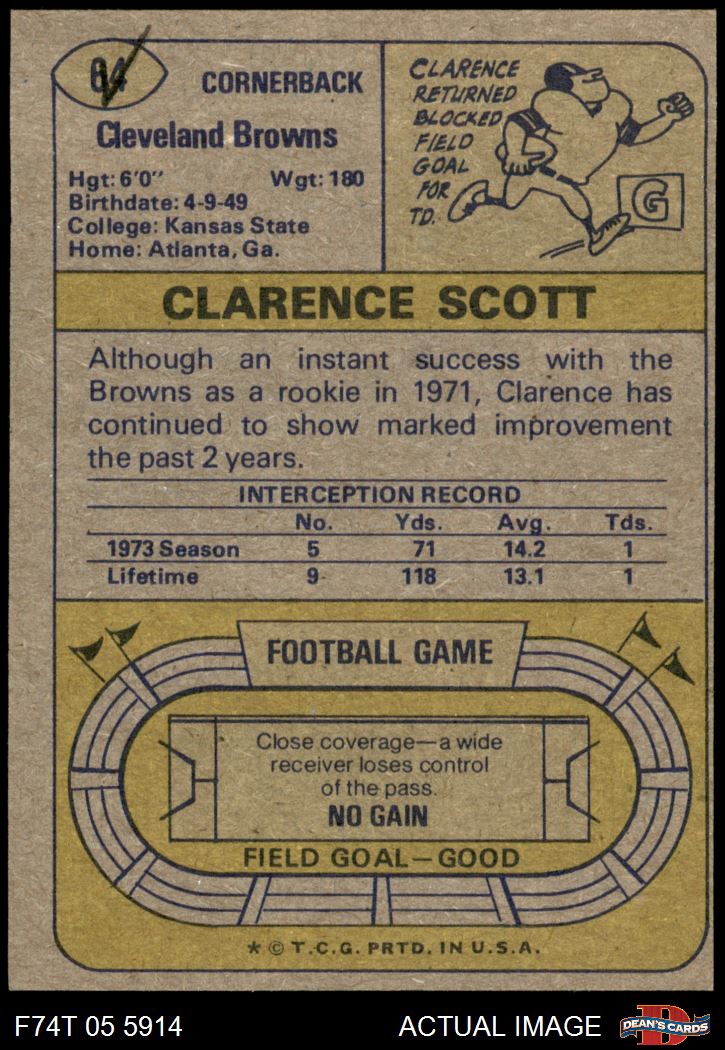 64
CORNERBACK
Cleveland Browns
Hgt: 6'0" Wgt: 180
Birthdate: 4-9-49
College: Kansas State
Home: Atlanta, Ga.
CLARENCE
RETURNED
BLOCKED
FIELD
GOAL
FOR
TD.
G
CLARENCE SCOTT
Although an instant success with the
Browns as a rookie in 1971, Clarence has
continued to show marked improvement
the past 2 years.
INTERCEPTION RECORD
No. Yds. Avg. Tds.
1973 Season 5 71 14.2 1
Lifetime 9 118 13.1 1
FOOTBALL GAME
Close coverage—a wide
receiver loses control
of the pass.
NO GAIN
FIELD GOAL—GOOD
* © T.C.G. PRTD. IN U.S.A.
F74T 05 5914 ACTUAL IMAGE
D
DEAN'S CARDS